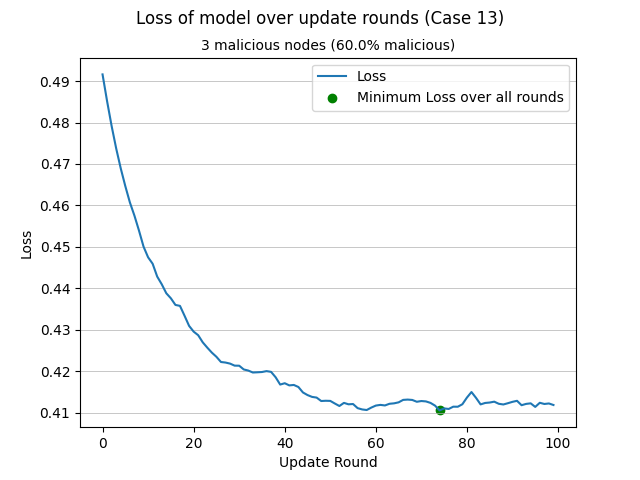 Loss of model over update rounds (Case 13)
3 malicious nodes (60.0% malicious)
Loss
Minimum Loss over all rounds
0.49
0.48
0.47
0.46
0.45
0.44
0.43
0.42
0.41
Loss
0 20 40 60 80 100
Update Round